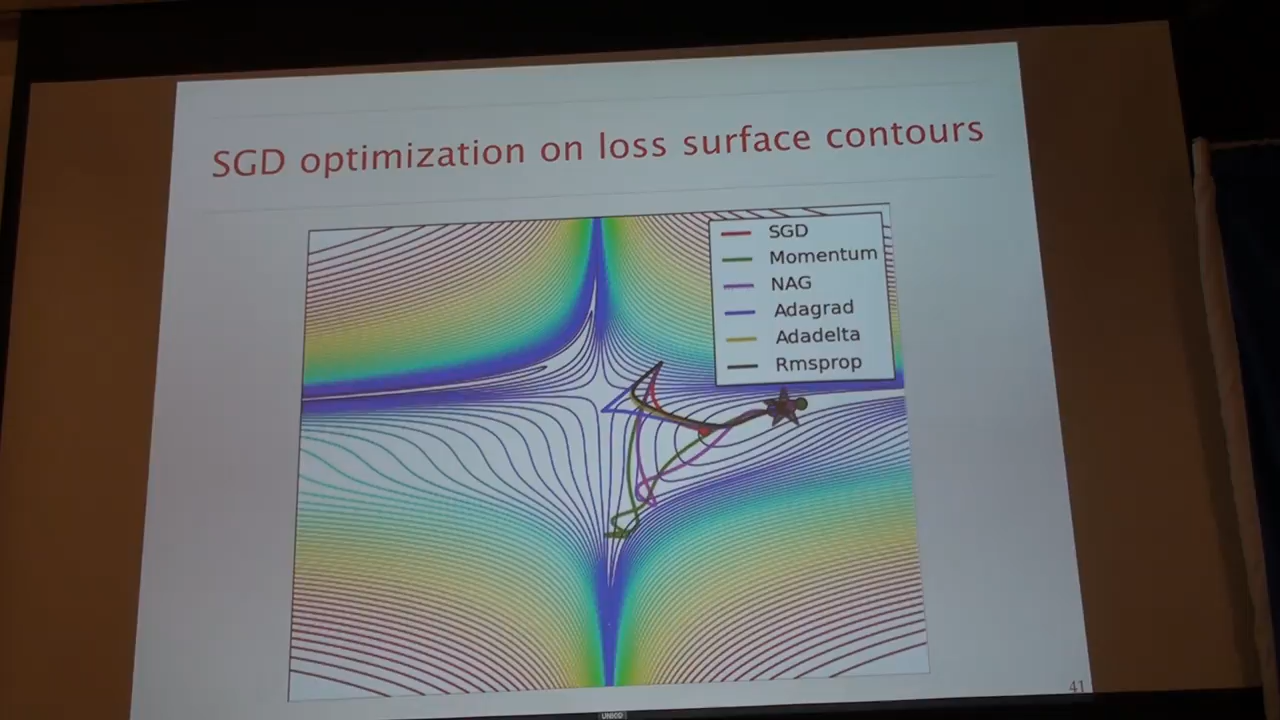 SGD optimization on loss surface contours
SGD
Momentum
NAG
Adagrad
Adadelta
Rmsprop
41